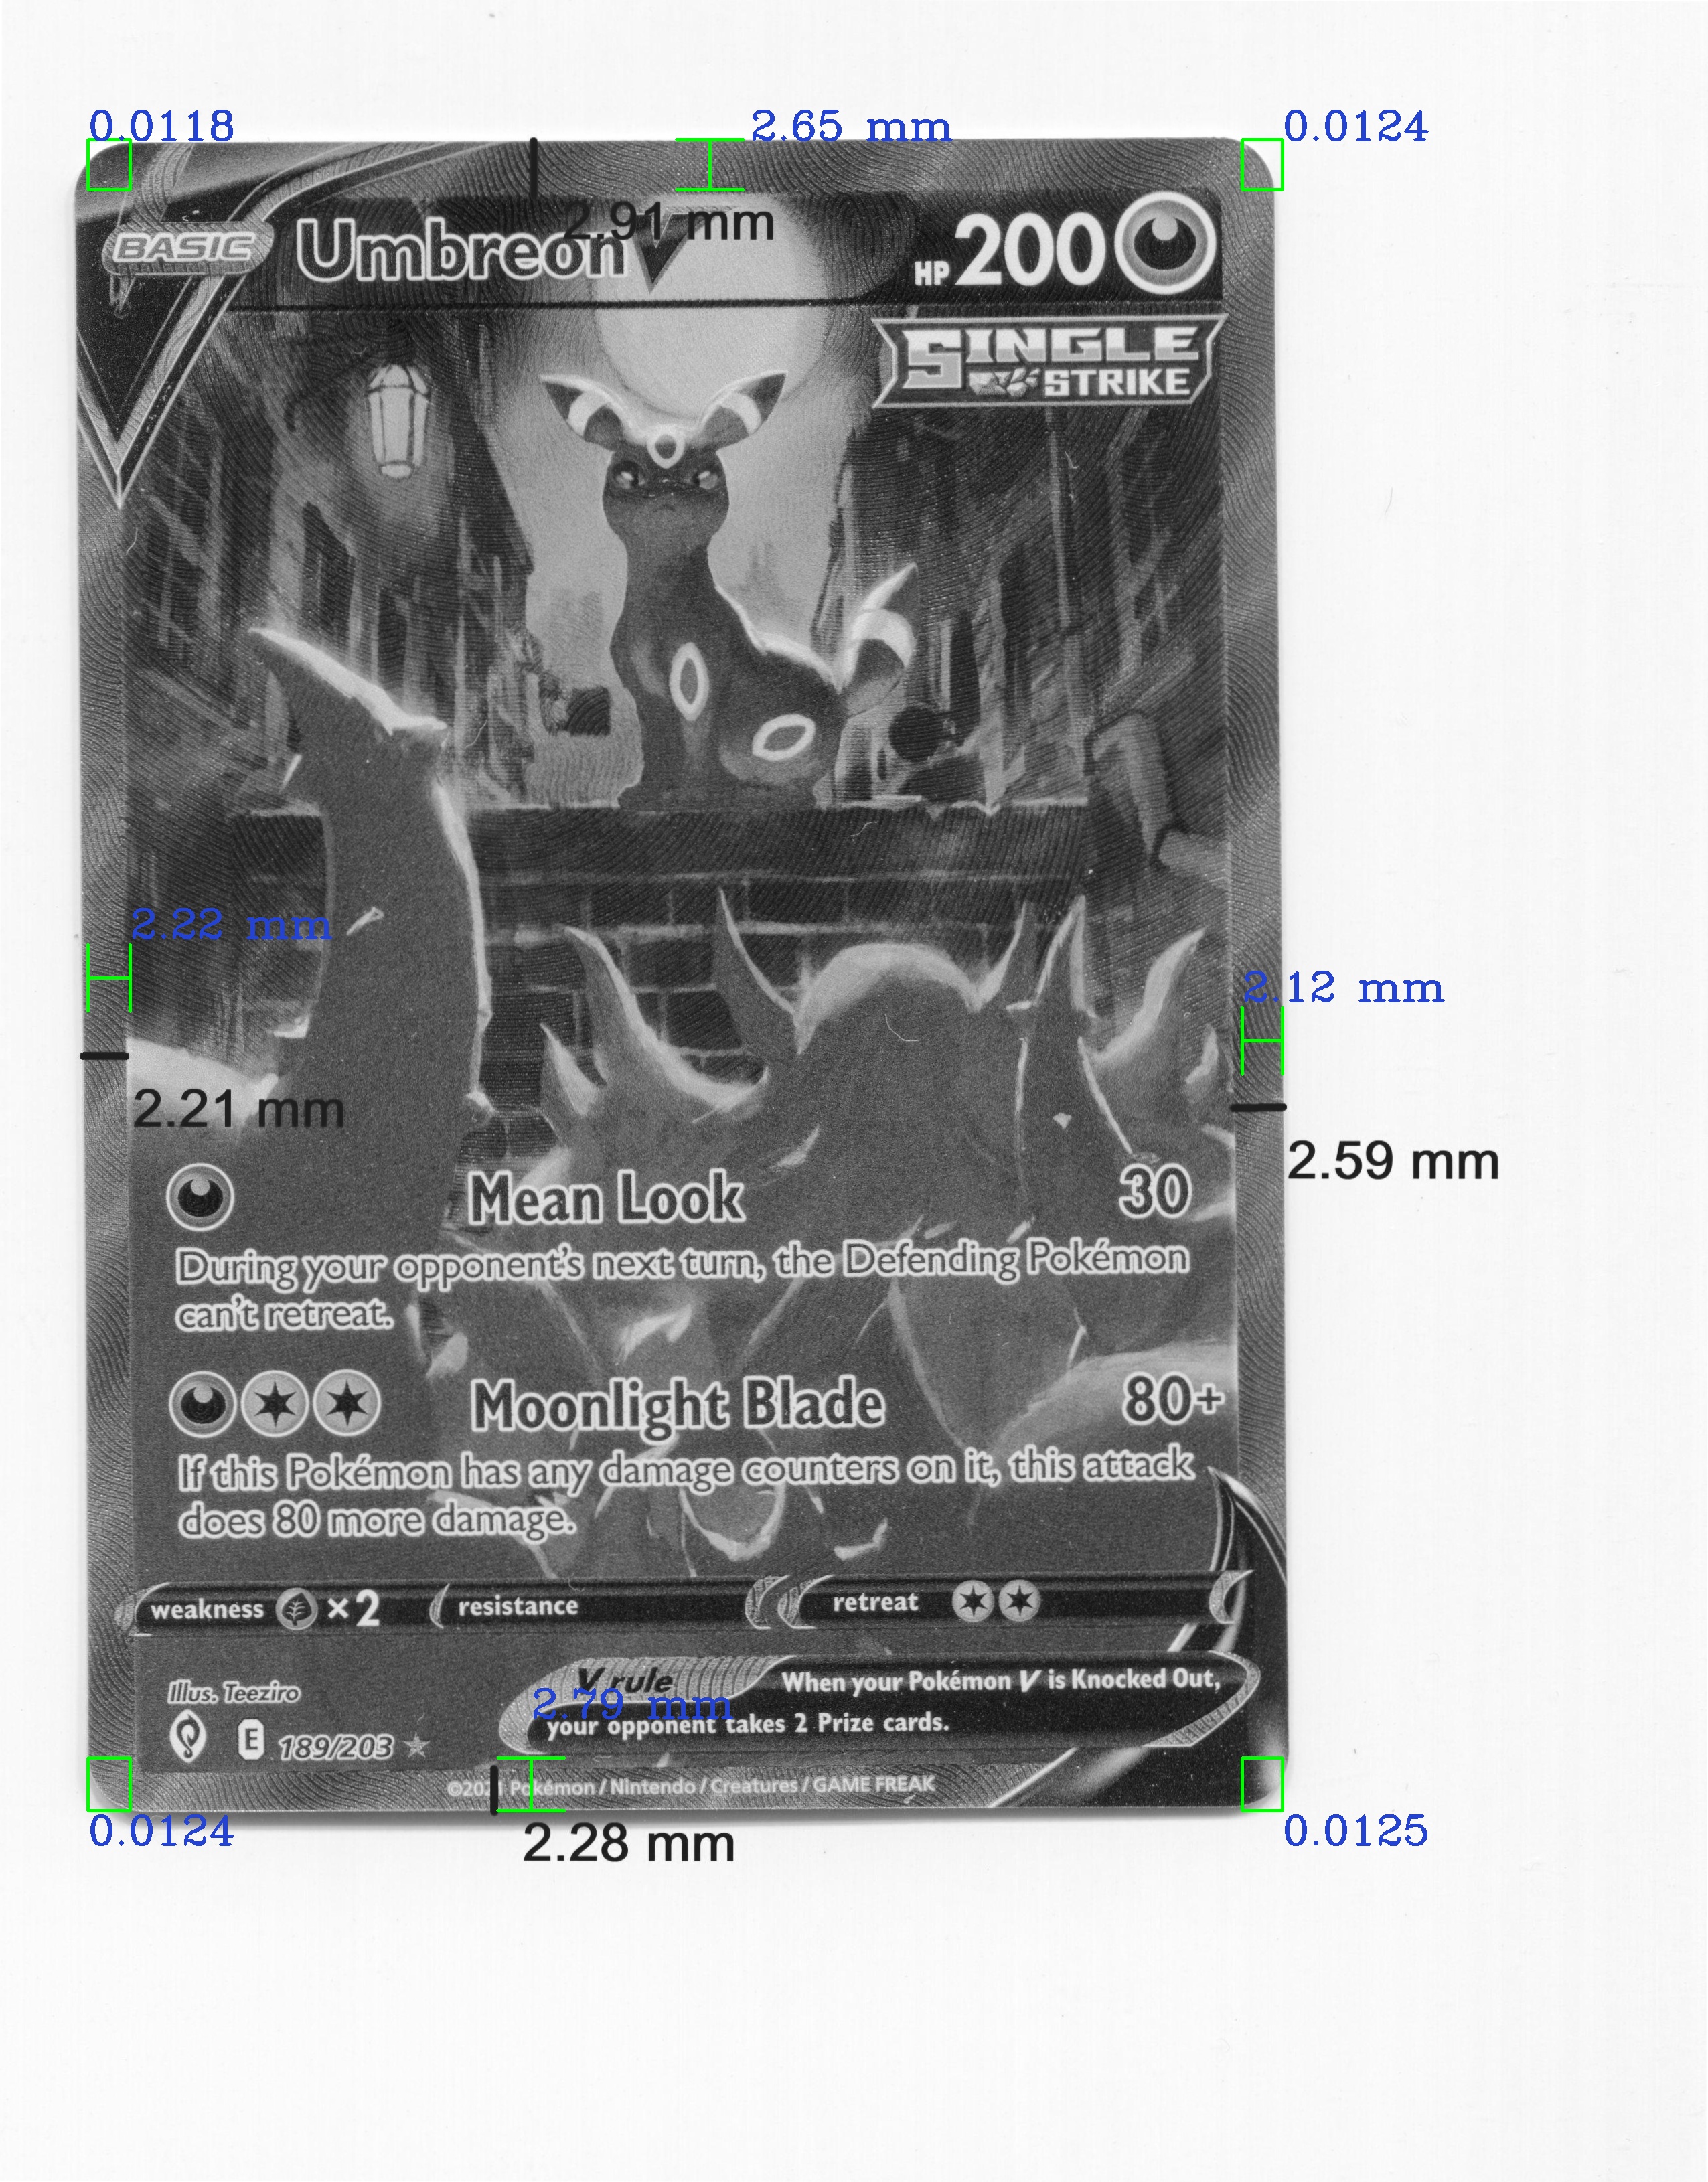 0.0118
2.65 mm
0.0124
2.91 mm
BASIC
Umbreon V
HP 200
SINGLE
STRIKE
2.22 mm
2.12 mm
2.21 mm
2.59 mm
Mean Look 30
During your opponent's next turn, the Defending Pokémon
can't retreat.
Moonlight Blade 80+
If this Pokémon has any damage counters on it, this attack
does 80 more damage.
weakness ×2 resistance retreat
Illus. Teeziro
V rule When your Pokémon V is Knocked Out,
2.79 mm
your opponent takes 2 Prize cards.
E 189/203
©2021 Pokémon / Nintendo / Creatures / GAME FREAK
0.0124
2.28 mm
0.0125